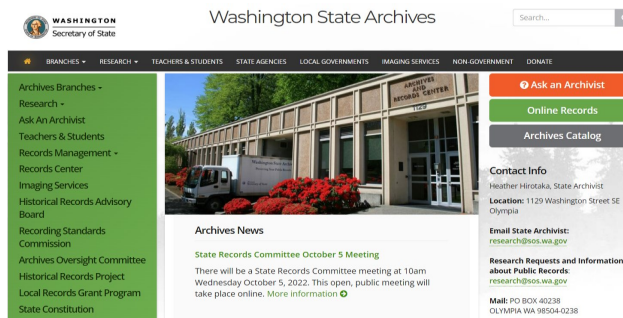 WASHINGTON
Secretary of State
Washington State Archives
Search...
BRANCHES RESEARCH TEACHERS & STUDENTS STATE AGENCIES LOCAL GOVERNMENTS IMAGING SERVICES NON-GOVERNMENT DONATE
Archives Branches
Research
Ask An Archivist
Teachers & Students
Records Management
Records Center
Imaging Services
Historical Records Advisory
Board
Recording Standards
Commission
Archives Oversight Committee
Historical Records Project
Local Records Grant Program
State Constitution
ARCHIVES
AND
RECORDS CENTER
1129
Washington State
Archives News
State Records Committee October 5 Meeting
There will be a State Records Committee meeting at 10am
Wednesday October 5, 2022. This open, public meeting will
take place online. More information
Ask an Archivist
Online Records
Archives Catalog
Contact Info
Heather Hirotaka, State Archivist
Location: 1129 Washington Street SE
Olympia
Email State Archivist:
research@sos.wa.gov
Research Requests and Information
about Public Records:
research@sos.wa.gov
Mail: PO BOX 40238
OLYMPIA WA 98504-0238